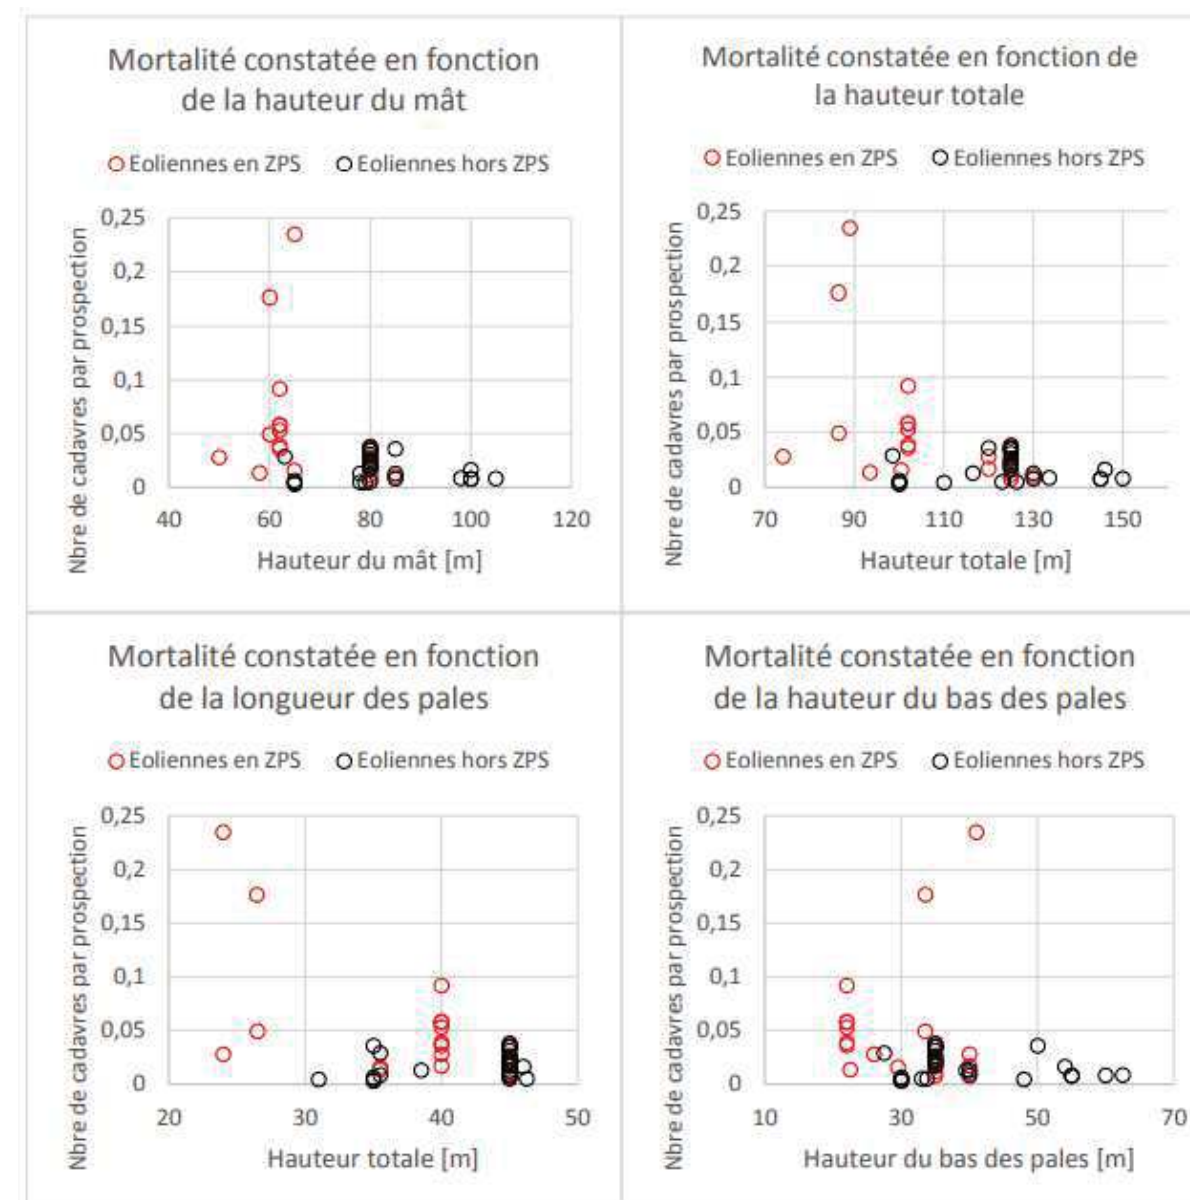 Mortalité constatée en fonction
de la hauteur du mât
Eoliennes en ZPS Eoliennes hors ZPS
Nbre de cadavres par prospection
0,25
0,2
0,15
0,1
0,05
0
40 60 80 100 120
Hauteur du mât [m]
Mortalité constatée en fonction de
la hauteur totale
Eoliennes en ZPS Eoliennes hors ZPS
Nbre de cadavres par prospection
0,25
0,2
0,15
0,1
0,05
0
70 90 110 130 150
Hauteur totale [m]
Mortalité constatée en fonction
de la longueur des pales
Eoliennes en ZPS Eoliennes hors ZPS
Nbre de cadavres par prospection
0,25
0,2
0,15
0,1
0,05
0
20 30 40 50
Hauteur totale [m]
Mortalité constatée en fonction
de la hauteur du bas des pales
Eoliennes en ZPS Eoliennes hors ZPS
Nbre de cadavres par prospection
0,25
0,2
0,15
0,1
0,05
0
10 30 50 70
Hauteur du bas des pales [m]